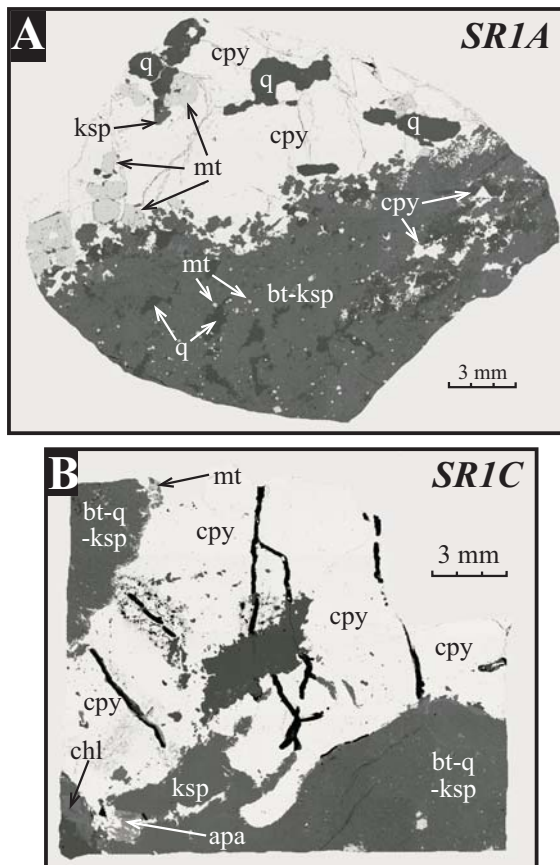 A
SR1A
q
cpy
q
ksp
q
cpy
mt
cpy
mt
bt-ksp
q
3 mm
B
SR1C
mt
bt-q
-ksp
cpy
3 mm
cpy
cpy
cpy
chl
ksp
bt-q
-ksp
apa